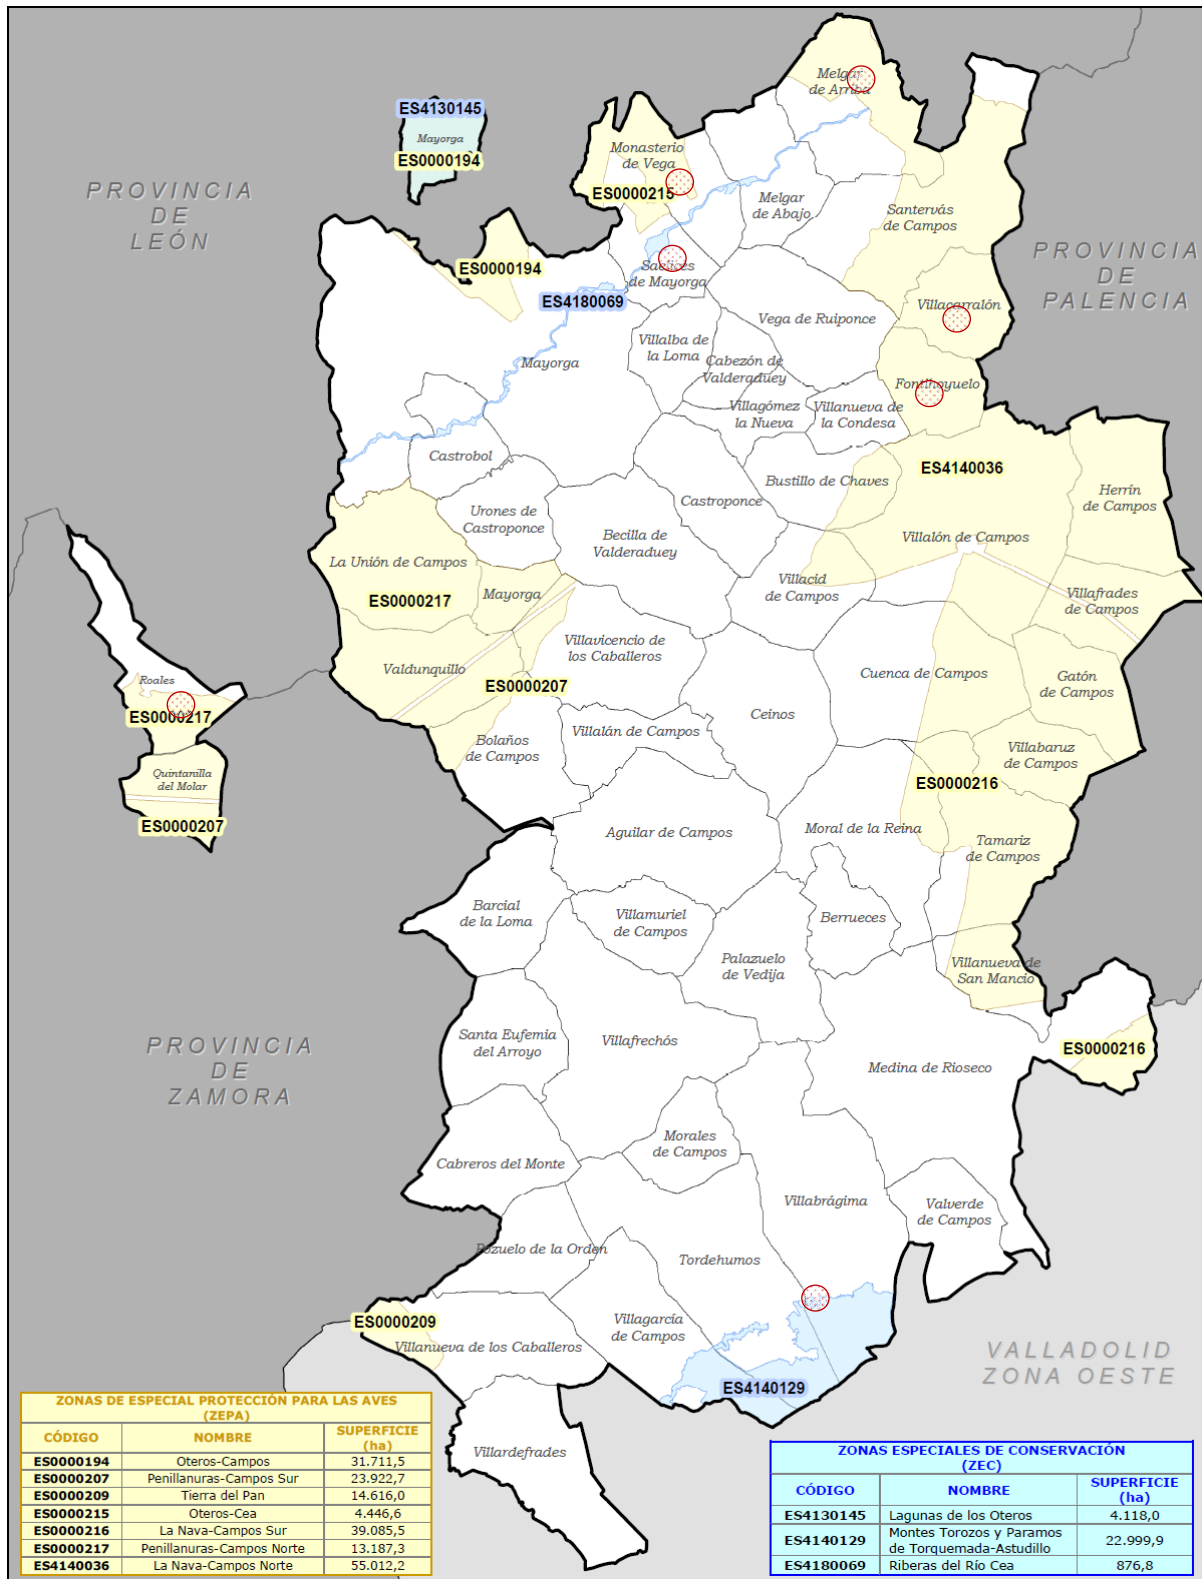 Melgar
de Arriba
ES4130145
Mayorga
ES0000194
Monasterio
de Vega
ES0000215
Melgar
de Abajo
Santervás
de Campos
PROVINCIA
DE
LEÓN
PROVINCIA
DE
PALENCIA
ES0000194
Saelices
de Mayorga
ES4180069
Villacarralón
Vega de Ruiponce
Villalba de
la Loma
Mayorga
Cabezón de
Valderaduey
Fontihoyuelo
Villagómez
la Nueva
Villanueva de
la Condesa
Castrobol
Bustillo de Chaves
ES4140036
Herrín
de Campos
Castroponce
Urones de
Castroponce
Becilla de
Valderaduey
Villalón de Campos
La Unión de Campos
Villacid
de Campos
Mayorga
ES0000217
Villafrades
de Campos
Villavicencio de
los Caballeros
Valdunquillo
Cuenca de Campos
Gatón
de Campos
ES0000207
Roales
ES0000217
Ceinos
Villalán de Campos
Bolaños
de Campos
Villabaruz
de Campos
Quintanilla
del Molar
ES0000216
ES0000207
Aguilar de Campos
Moral de la Reina
Tamariz
de Campos
Barcial
de la Loma
Villamuriel
de Campos
Berrueces
Palazuelo
de Vedija
Villanueva de
San Mancio
Santa Eufemia
del Arroyo
Villafrechós
ES0000216
PROVINCIA
DE
ZAMORA
Medina de Rioseco
Morales
de Campos
Cabreros del Monte
Villabrágima
Valverde
de Campos
Pozuelo de la Orden
Tordehumos
ES0000209
Villagarcía
de Campos
Villanueva de los Caballeros
VALLADOLID
ZONA OESTE
ES4140129
Villardefrades
ZONAS DE ESPECIAL PROTECCIÓN PARA LAS AVES
(ZEPA)
CÓDIGO NOMBRE SUPERFICIE
(ha)
ES0000194 Oteros-Campos 31.711,5
ES0000207 Penillanuras-Campos Sur 23.922,7
ES0000209 Tierra del Pan 14.616,0
ES0000215 Oteros-Cea 4.446,6
ES0000216 La Nava-Campos Sur 39.085,5
ES0000217 Penillanuras-Campos Norte 13.187,3
ES4140036 La Nava-Campos Norte 55.012,2
ZONAS ESPECIALES DE CONSERVACIÓN
(ZEC)
CÓDIGO NOMBRE SUPERFICIE
(ha)
ES4130145 Lagunas de los Oteros 4.118,0
ES4140129 Montes Torozos y Paramos
de Torquemada-Astudillo 22.999,9
ES4180069 Riberas del Río Cea 876,8